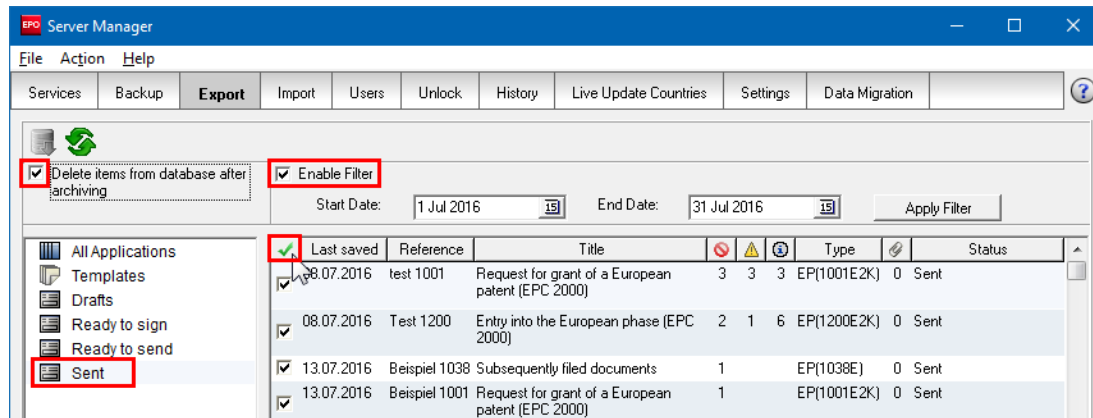 EPO Server Manager
File Action Help
Services Backup Export Import Users Unlock History Live Update Countries Settings Data Migration ?
Delete items from database after
archiving
Enable Filter
Start Date: 1 Jul 2016 15 End Date: 31 Jul 2016 15 Apply Filter
All Applications
Templates
Drafts
Ready to sign
Ready to send
Sent
Last saved Reference Title Type Status
08.07.2016 test 1001 Request for grant of a European 3 3 3 EP(1001E2K) 0 Sent
patent (EPC 2000)
08.07.2016 Test 1200 Entry into the European phase (EPC 2 1 6 EP(1200E2K) 0 Sent
2000)
13.07.2016 Beispiel 1038 Subsequently filed documents 1 EP(1038E) 0 Sent
13.07.2016 Beispiel 1001 Request for grant of a European 1 EP(1001E2K) 0 Sent
patent (EPC 2000)